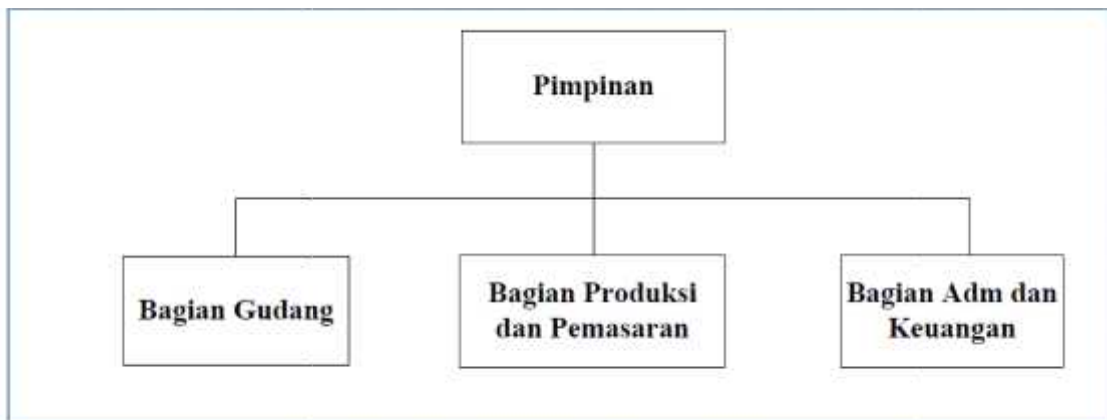 Pimpinan
Bagian Gudang
Bagian Produksi
dan Pemasaran
Bagian Adm dan
Keuangan